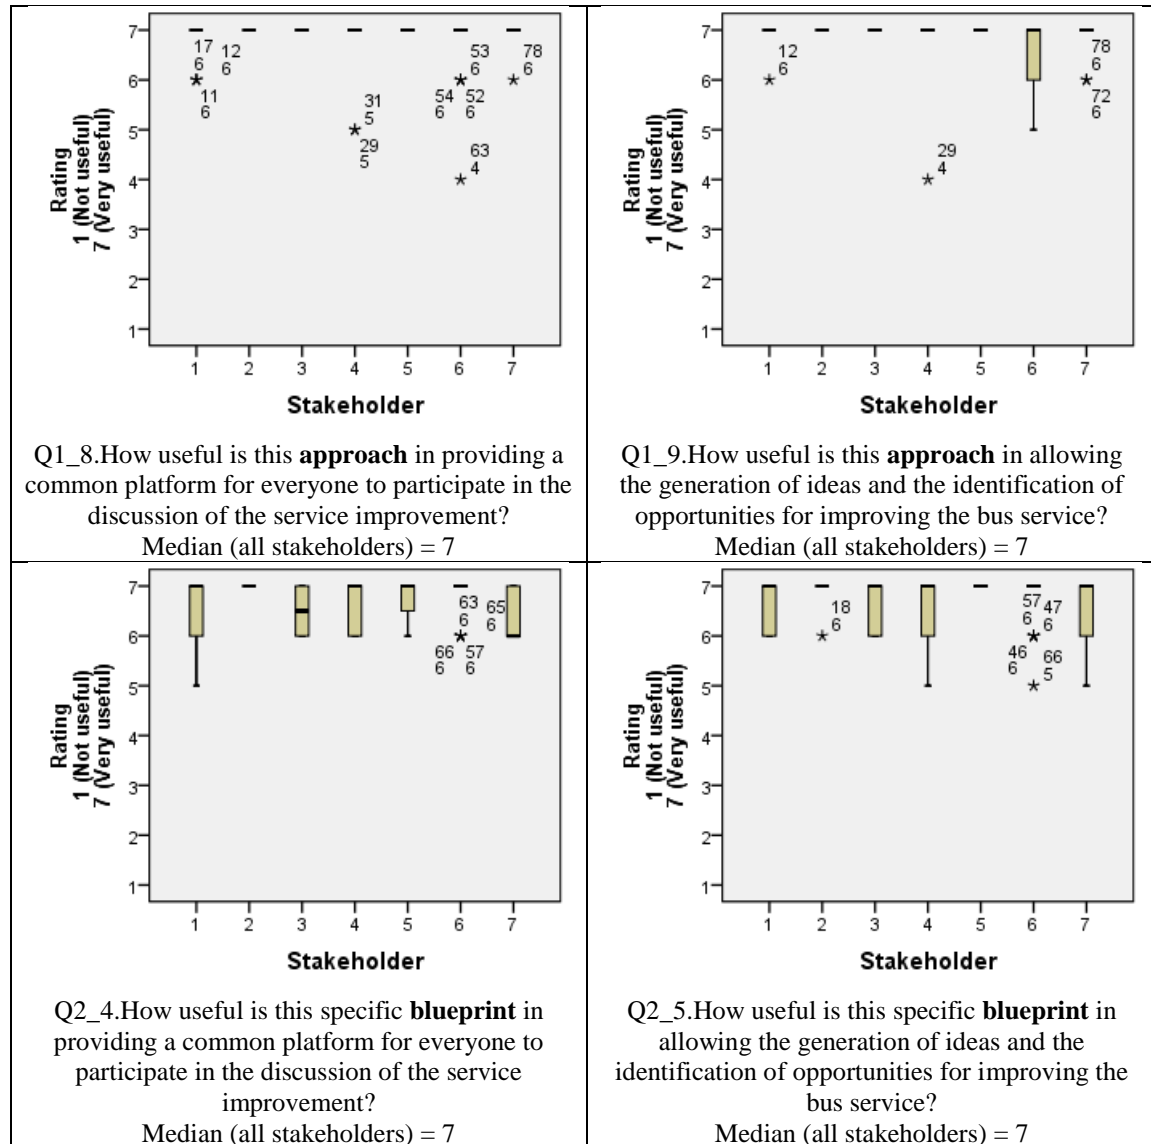 7
17
6
12
6
53
6
78
6
6
11
6
54
6
52
6
31
5
5
29
5
63
4
4
3
2
1
Rating
1 (Not useful)
7 (Very useful)
1 2 3 4 5 6 7
Stakeholder
Q1_8.How useful is this approach in providing a
common platform for everyone to participate in the
discussion of the service improvement?
Median (all stakeholders) = 7
7
12
6
78
6
6
72
6
5
29
4
4
3
2
1
Rating
1 (Not useful)
7 (Very useful)
1 2 3 4 5 6 7
Stakeholder
Q1_9.How useful is this approach in allowing
the generation of ideas and the identification of
opportunities for improving the bus service?
Median (all stakeholders) = 7
7
63
6
65
6
6
66
6
57
6
5
4
3
2
1
Rating
1 (Not useful)
7 (Very useful)
1 2 3 4 5 6 7
Stakeholder
Q2_4.How useful is this specific blueprint in
providing a common platform for everyone to
participate in the discussion of the service
improvement?
Median (all stakeholders) = 7
7
18
6
57
6
47
6
6
46
6
66
5
5
4
3
2
1
Rating
1 (Not useful)
7 (Very useful)
1 2 3 4 5 6 7
Stakeholder
Q2_5.How useful is this specific blueprint in
allowing the generation of ideas and the
identification of opportunities for improving the
bus service?
Median (all stakeholders) = 7